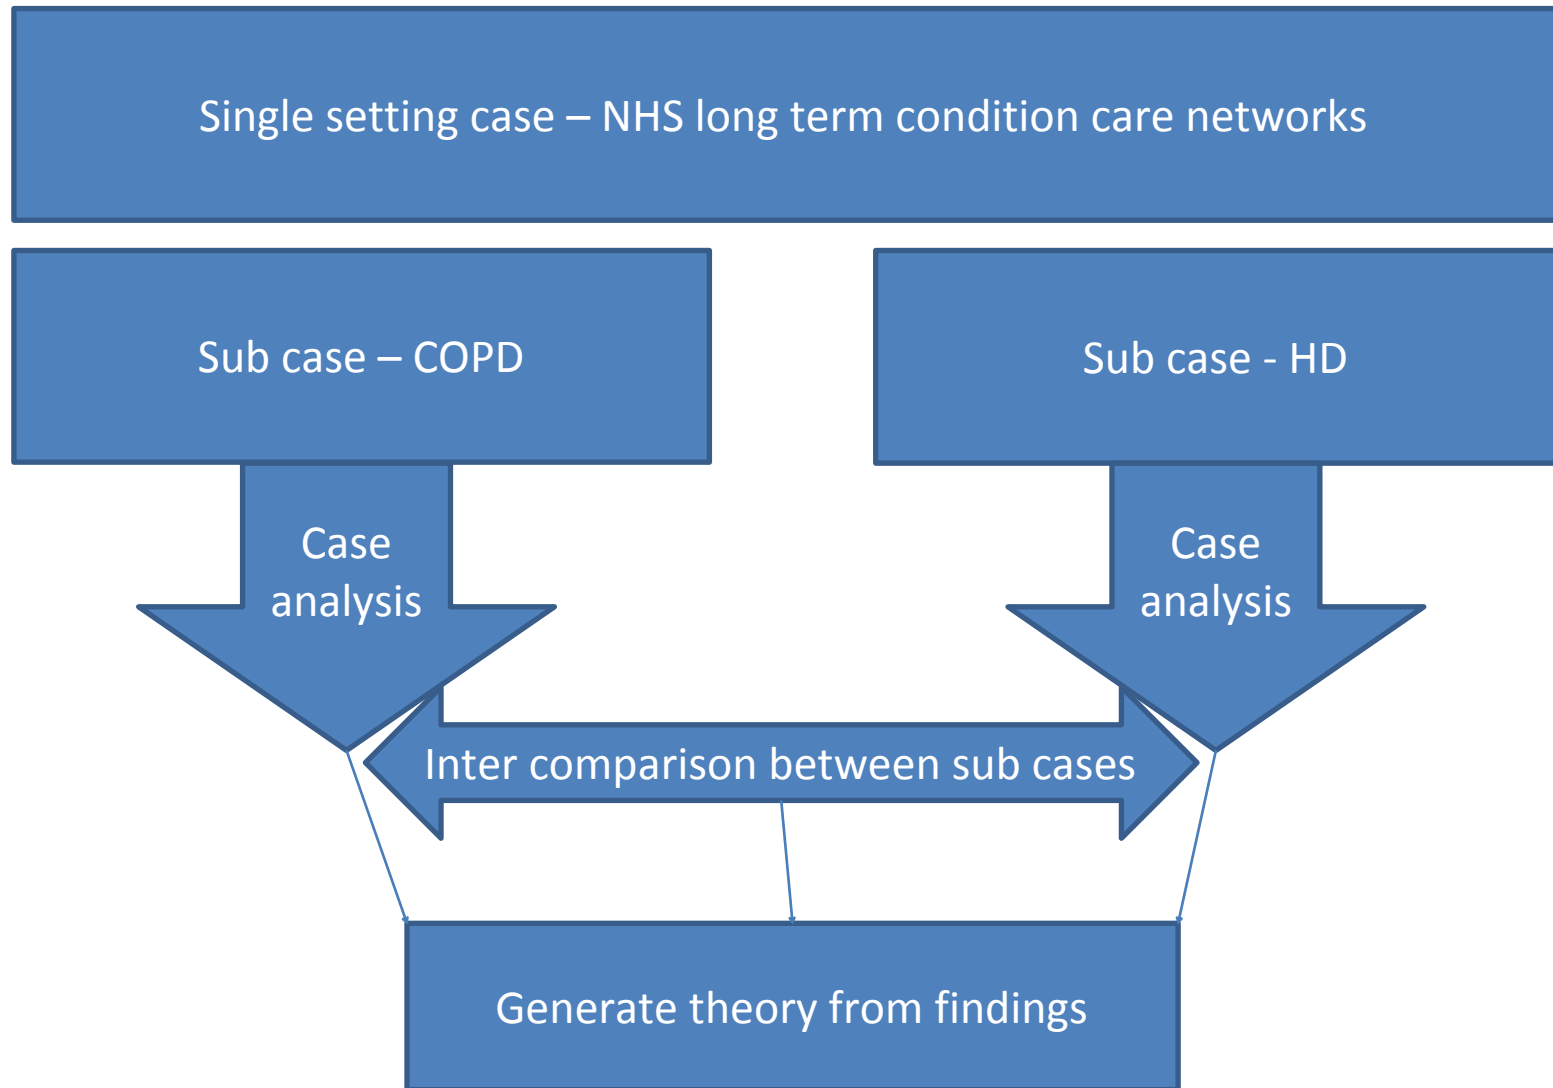 Single setting case – NHS long term condition care networks
Sub case – COPD
Sub case - HD
Case
analysis
Case
analysis
Inter comparison between sub cases
Generate theory from findings